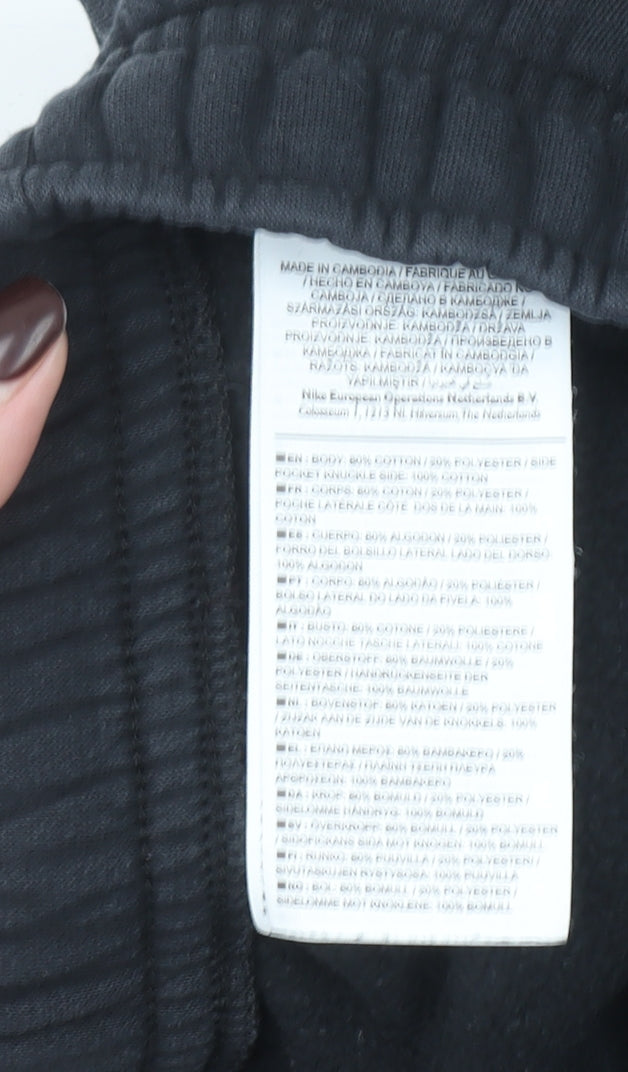 MADE IN CAMBODIA / FABRIQUE AU
/ HECHO EN CAMBOYA / FABRICADO NO
CAMBOJA / СДЕЛАНО В КАМБОДЖЕ /
SZÁRMAZÁSI ORSZÁG: KAMBODZSA / ZEMLJA
PROIZVODNJE: KAMBODŽA / DRŽAVA
PROIZVODNJE: KAMBODŽA / ПРОИЗВЕДЕНО В
КАМБОДЖА / FABRICAT ÎN CAMBODGIA /
RAŽOTS: KAMBODŽA / KAMBOÇYA'DA
YAPILMIŞTIR /
Nike European Operations Netherlands B.V.
Colosseum 1, 1213 NL Hilversum The Netherlands
EN : BODY: 80% COTTON / 20% POLYESTER / SIDE
POCKET KNUCKLE SIDE: 100% COTTON
FR : CORPS: 80% COTON / 20% POLYESTER /
POCHE LATÉRALE CÔTÉ DOS DE LA MAIN: 100%
COTON
ES : CUERPO: 80% ALGODÓN / 20% POLIÉSTER /
FORRO DEL BOLSILLO LATERAL LADO DEL DORSO:
100% ALGODÓN
PT : CORPO: 80% ALGODÃO / 20% POLIÉSTER /
BOLSO LATERAL DO LADO DA FIVELA: 100%
ALGODÃO
IT : BUSTO: 80% COTONE / 20% POLIESTERE /
LATO NOCCHE TASCHE LATERALI: 100% COTONE
DE : OBERSTOFF: 80% BAUMWOLLE / 20%
POLYESTER / HANDRÜCKENSEITE DER
SEITENTASCHE: 100% BAUMWOLLE
NL : BOVENSTOF: 80% KATOEN / 20% POLYESTER
/ ZIJZAK AAN DE ZIJDE VAN DE KNOKKELS: 100%
KATOEN
EL : ΕΠΑΝΩ ΜΕΡΟΣ: 80% ΒΑΜΒΑΚΕΡΟ / 20%
ΠΟΛΥΕΣΤΕΡΑΣ / ΠΛΑΪΝΗ ΤΣΕΠΗ ΠΛΕΥΡΑ
ΑΡΘΡΩΣΕΩΝ: 100% ΒΑΜΒΑΚΕΡΟ
DA : KROP: 80% BOMULD / 20% POLYESTER /
SIDELOMME HÅNDRYG: 100% BOMULD
SV : ÖVERKROPP: 80% BOMULL / 20% POLYESTER
/ SIDOFICKANS SIDA MOT KNOGEN: 100% BOMULL
FI : RUNKO: 80% PUUVILLA / 20% POLYESTERI /
SIVUTASKUJEN RYSTYSOSA: 100% PUUVILLA
NO : BOL: 80% BOMULL / 20% POLYESTER /
SIDELOMME MOT KNOKLENE: 100% BOMULL